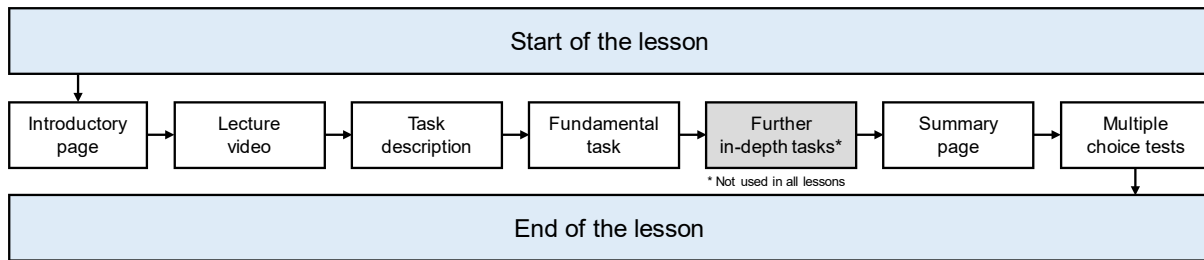 Start of the lesson
Introductory
page
Lecture
video
Task
description
Fundamental
task
Further
in-depth tasks*
Summary
page
Multiple
choice tests
* Not used in all lessons
End of the lesson